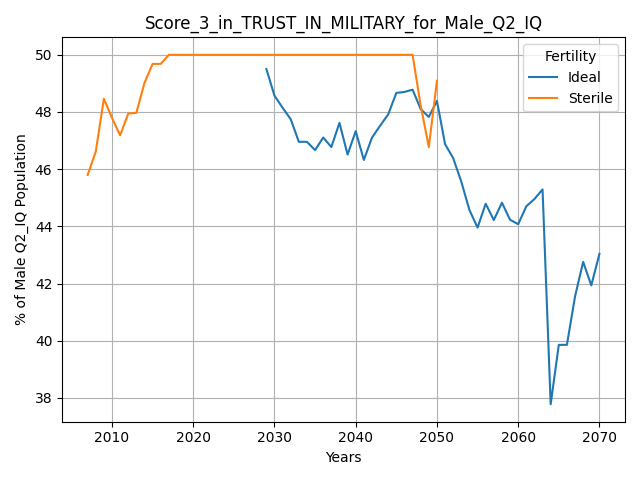 Score_3_in_TRUST_IN_MILITARY_for_Male_Q2_IQ
Fertility
Ideal
Sterile
% of Male Q2_IQ Population
50
48
46
44
42
40
38
2010 2020 2030 2040 2050 2060 2070
Years